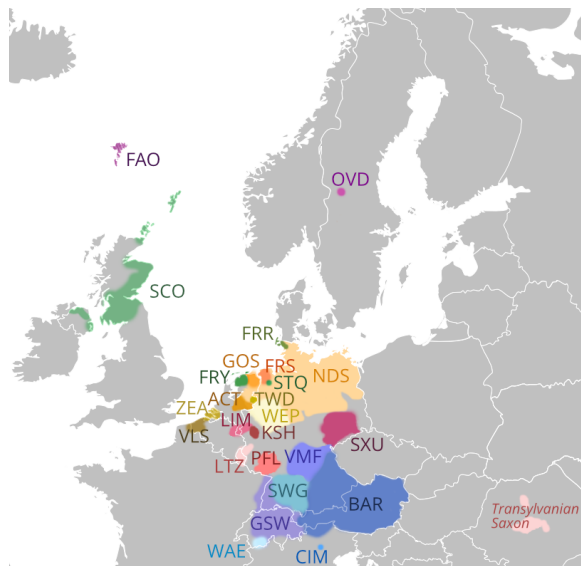 FAO
OVD
SCO
FRR
GOS
FRS
FRY
STQ
NDS
ACT
TWD
ZEA
WEP
LIM
VLS
KSH
SXU
LTZ
PFL
VMF
SWG
BAR
Transylvanian
Saxon
GSW
WAE
CIM